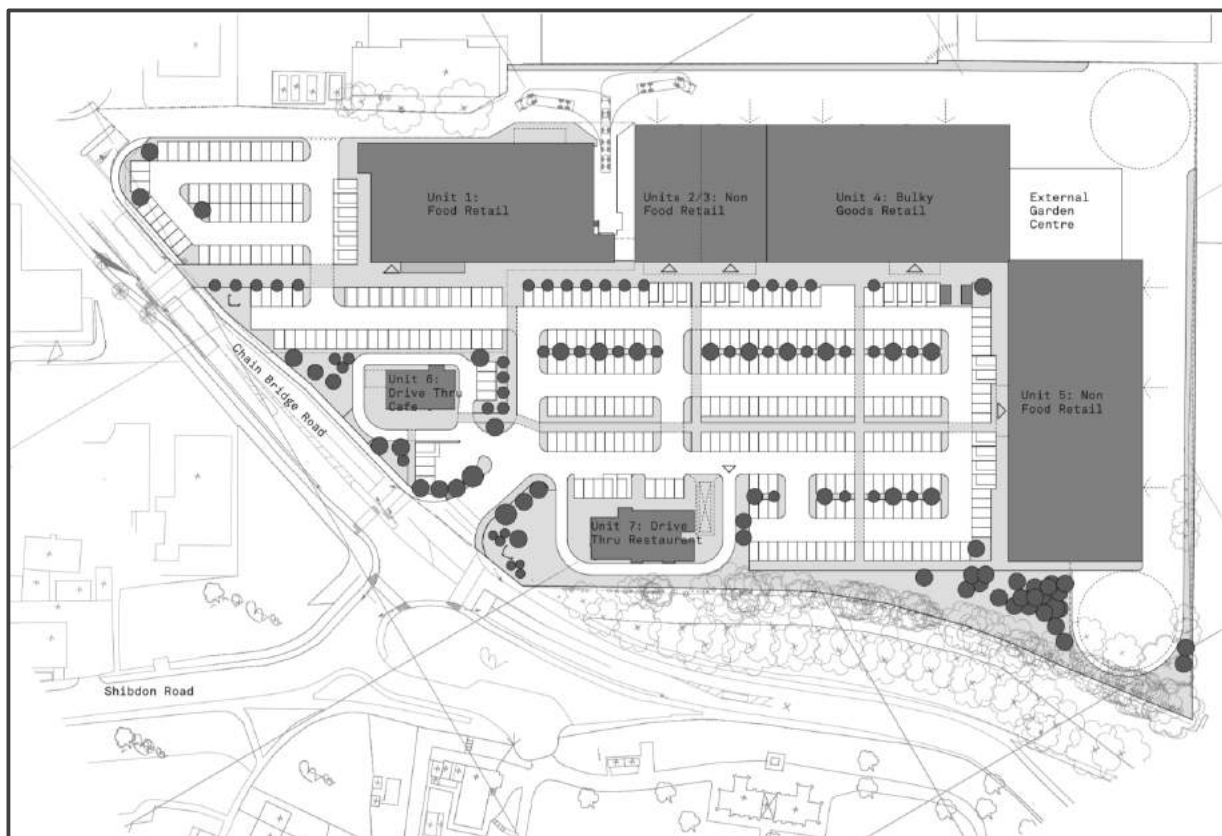 Unit 1:
Food Retail
Units 2/3: Non
Food Retail
Unit 4: Bulky
Goods Retail
External
Garden
Centre
Chain Bridge Road
Unit 6:
Drive Thru
Cafe
Unit 5: Non
Food Retail
Unit 7: Drive
Thru Restaurant
Shibdon Road